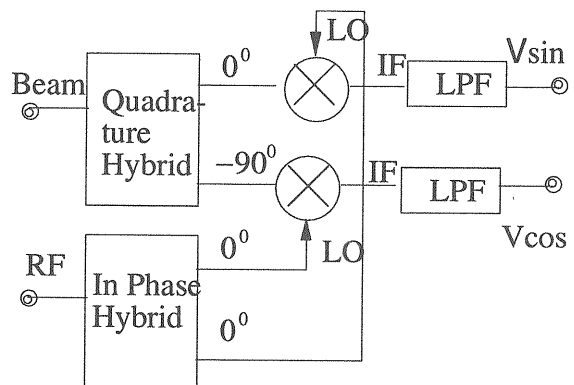 LO
Vsin
0⁰
IF
LPF
Beam
Quadra-
ture
Hybrid
−90⁰
IF
LPF
Vcos
0⁰
LO
RF
In Phase
Hybrid
0⁰